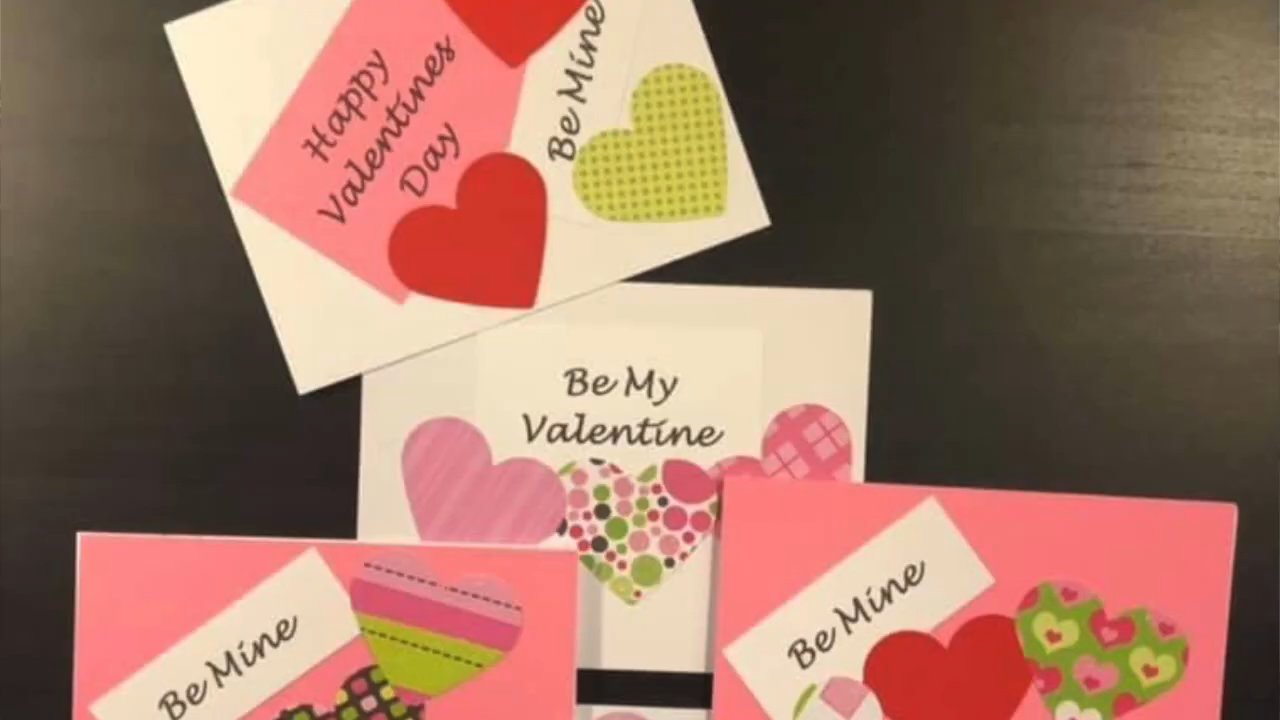 Happy
Valentines
Day
Be Mine
Be My
Valentine
Be Mine
Be Mine